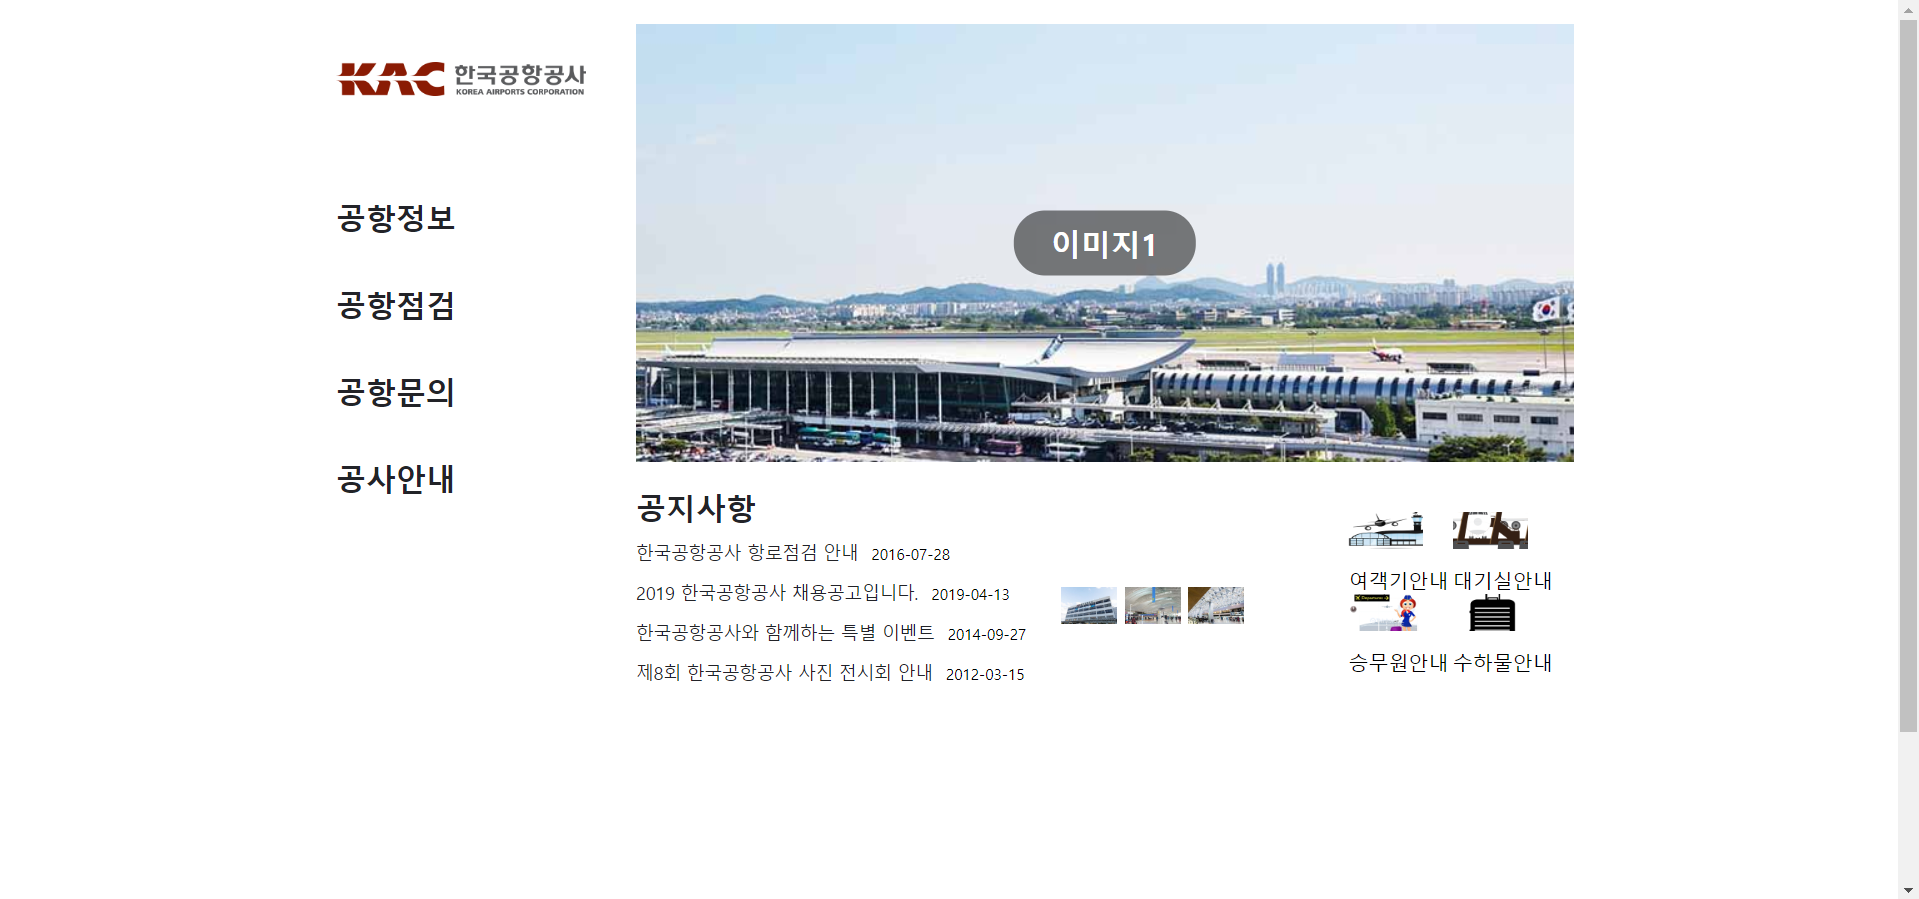 KAC 한국공항공사
KOREA AIRPORTS CORPORATION
공항정보
공항점검
공항문의
공사안내
이미지1
공지사항
한국공항공사 항로점검 안내 2016-07-28
2019 한국공항공사 채용공고입니다. 2019-04-13
한국공항공사와 함께하는 특별 이벤트 2014-09-27
제8회 한국공항공사 사진 전시회 안내 2012-03-15
여객기안내 대기실안내
Departure
승무원안내 수하물안내